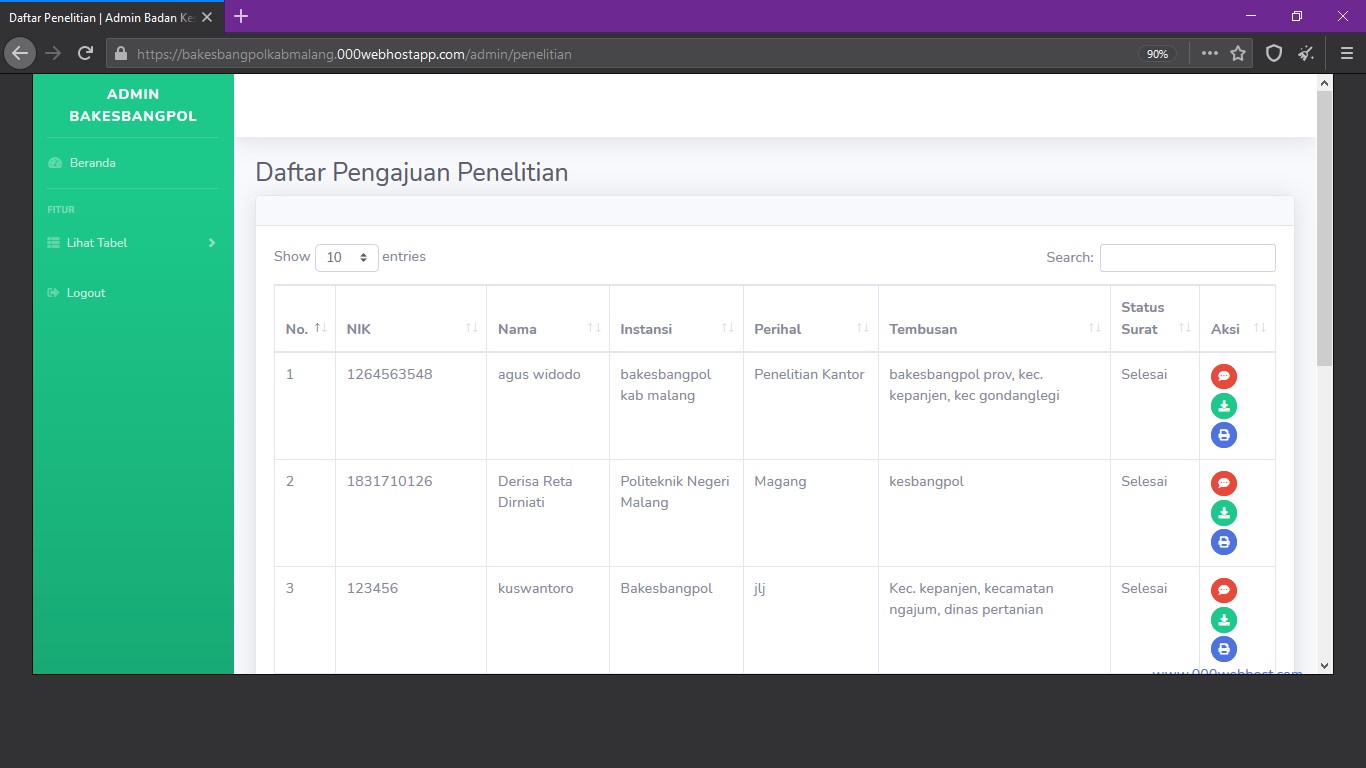 Daftar Penelitian | Admin Badan Ke
https://bakesbangpolkabmalang.000webhostapp.com/admin/penelitian
90%
ADMIN
BAKESBANGPOL
Beranda
FITUR
Lihat Tabel
Logout
Daftar Pengajuan Penelitian
Show 10 entries
Search:
No. NIK Nama Instansi Perihal Tembusan Status Surat Aksi
1 1264563548 agus widodo bakesbangpol Penelitian Kantor bakesbangpol prov, kec. Selesai
kab malang kepanjen, kec gondanglegi
2 1831710126 Derisa Reta Politeknik Negeri Magang kesbangpol Selesai
Dirniati Malang
3 123456 kuswantoro Bakesbangpol jlj Kec. kepanjen, kecamatan Selesai
ngajum, dinas pertanian
www.000webhost.com